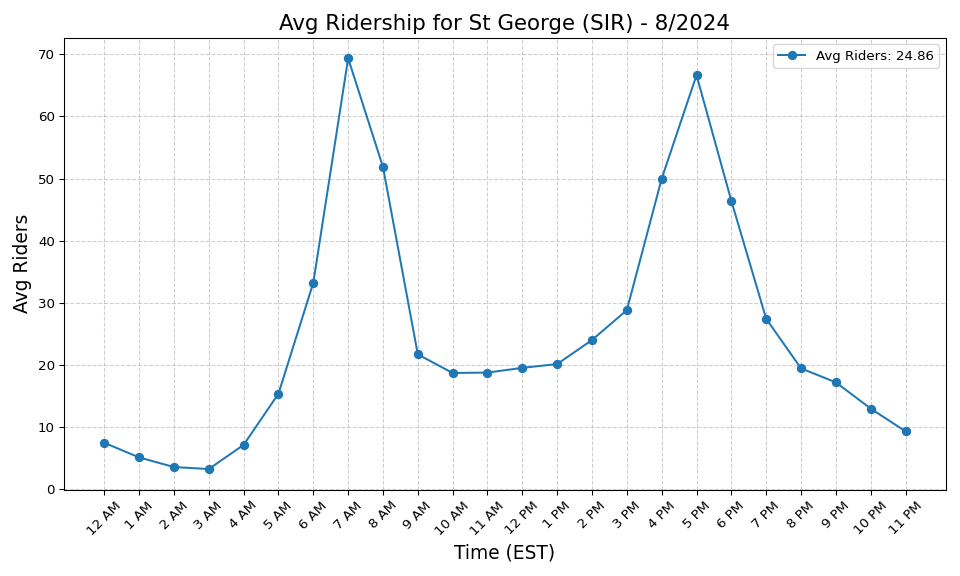 Avg Ridership for St George (SIR) - 8/2024
Avg Riders: 24.86
Avg Riders
70
60
50
40
30
20
10
0
12 AM
1 AM
2 AM
3 AM
4 AM
5 AM
6 AM
7 AM
8 AM
9 AM
10 AM
11 AM
12 PM
1 PM
2 PM
3 PM
4 PM
5 PM
6 PM
7 PM
8 PM
9 PM
10 PM
11 PM
Time (EST)